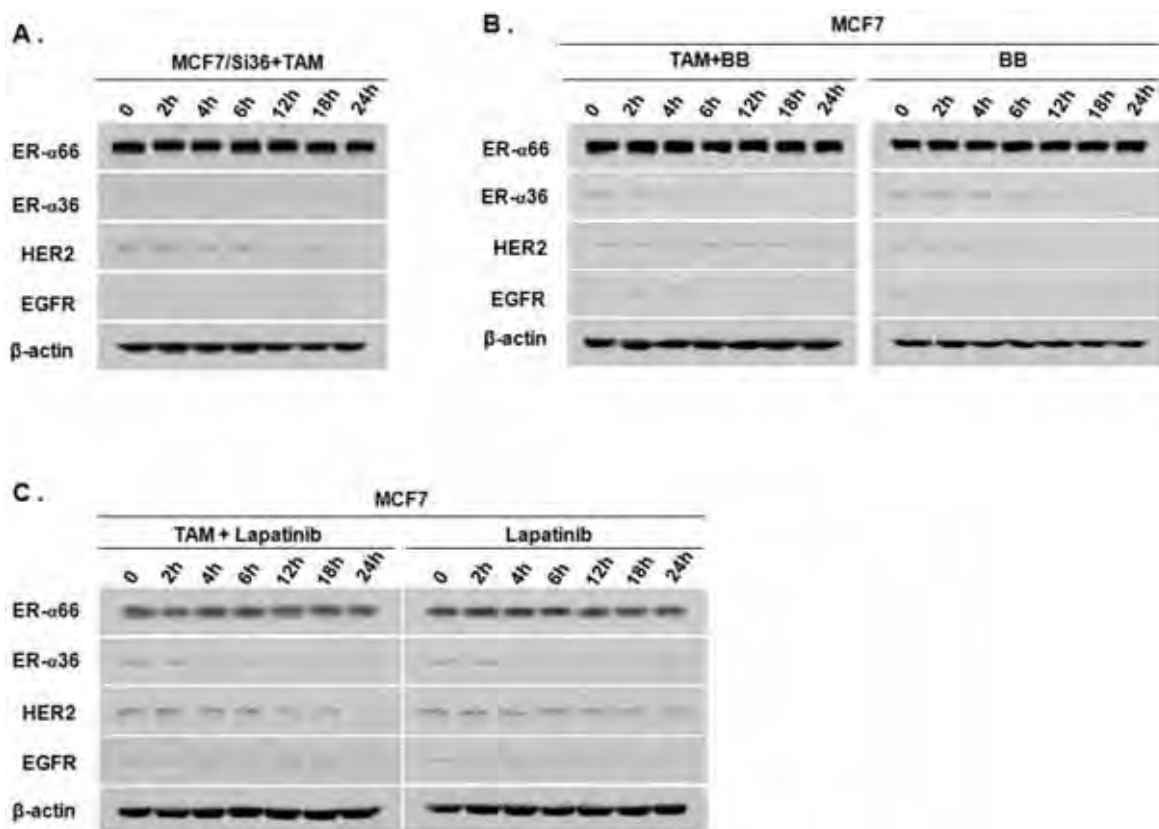 A .
MCF7/Si36+TAM
0 2h 4h 6h 12h 18h 24h
ER-α66
ER-α36
HER2
EGFR
β-actin
B .
MCF7
TAM+BB BB
0 2h 4h 6h 12h 18h 24h 0 2h 4h 6h 12h 18h 24h
ER-α66
ER-α36
HER2
EGFR
β-actin
C .
MCF7
TAM + Lapatinib Lapatinib
0 2h 4h 6h 12h 18h 24h 0 2h 4h 6h 12h 18h 24h
ER-α66
ER-α36
HER2
EGFR
β-actin